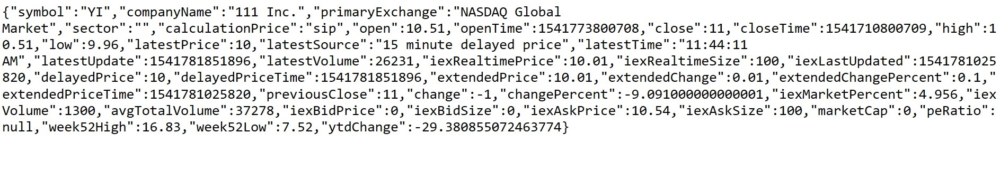 {"symbol":"YI","companyName":"111 Inc.","primaryExchange":"NASDAQ Global
Market","sector":"","calculationPrice":"sip","open":10.51,"openTime":1541773800708,"close":11,"closeTime":1541710800709,"high":1
0.51,"low":9.96,"latestPrice":10,"latestSource":"15 minute delayed price","latestTime":"11:44:11
AM","latestUpdate":1541781851896,"latestVolume":26231,"iexRealtimePrice":10.01,"iexRealtimeSize":100,"iexLastUpdated":1541781025
820,"delayedPrice":10,"delayedPriceTime":1541781851896,"extendedPrice":10.01,"extendedChange":0.01,"extendedChangePercent":0.1,"
extendedPriceTime":1541781025820,"previousClose":11,"change":-1,"changePercent":-9.091000000000001,"iexMarketPercent":4.956,"iex
Volume":1300,"avgTotalVolume":37278,"iexBidPrice":0,"iexBidSize":0,"iexAskPrice":10.54,"iexAskSize":100,"marketCap":0,"peRatio":
null,"week52High":16.83,"week52Low":7.52,"ytdChange":-29.380855072463774}